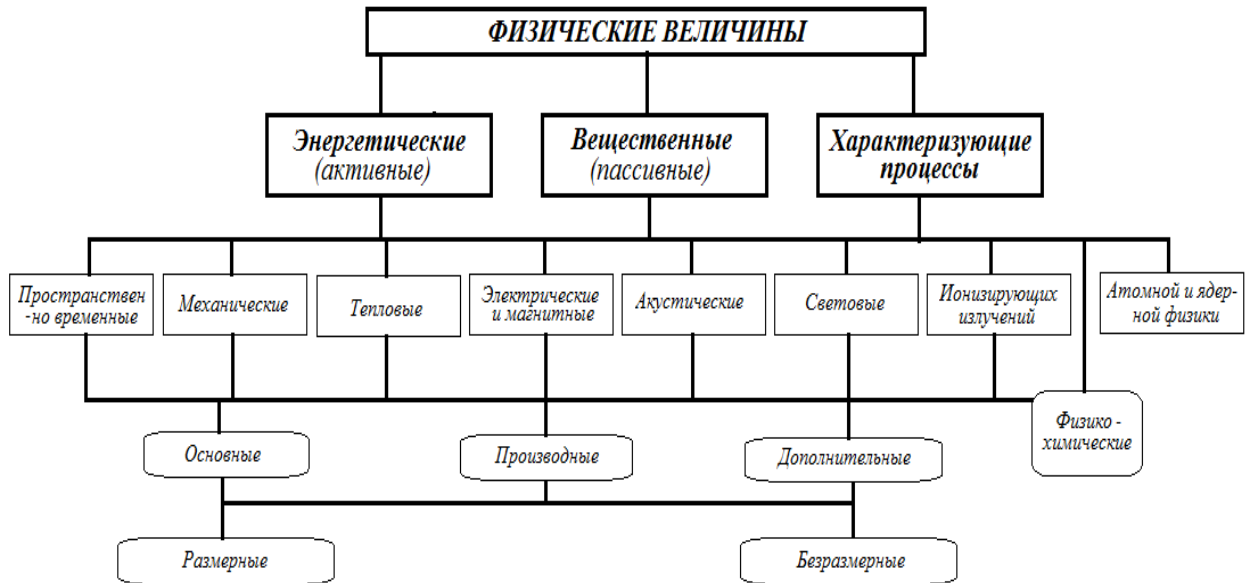 ФИЗИЧЕСКИЕ ВЕЛИЧИНЫ
Энергетические
(активные)
Вещественные
(пассивные)
Характеризующие
процессы
Пространствен
-но временные
Механические
Тепловые
Электрические
и магнитные
Акустические
Световые
Ионизирующих
излучений
Атомной и ядер-
ной физики
Физико -
химические
Основные
Производные
Дополнительные
Размерные
Безразмерные